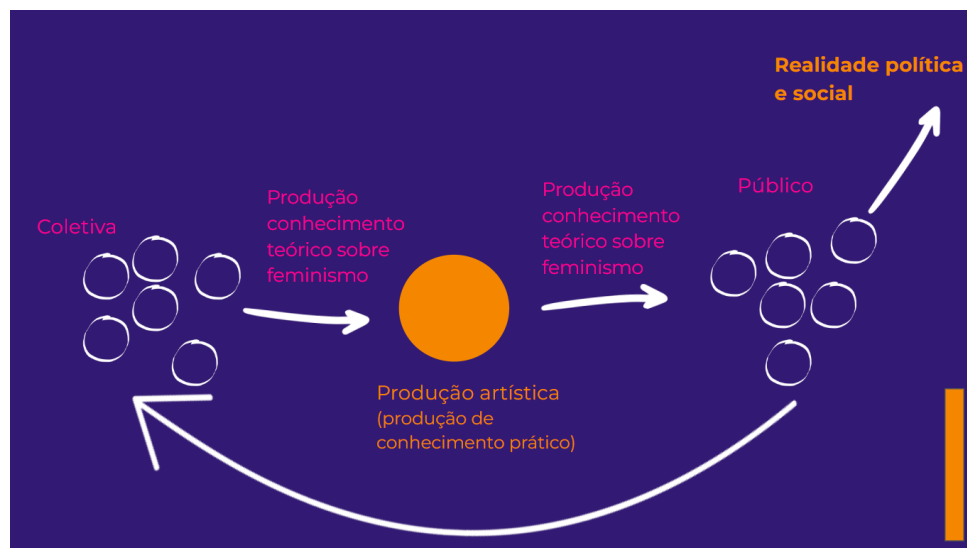 Realidade política
e social
Coletiva
Produção
conhecimento
teórico sobre
feminismo
Produção
conhecimento
teórico sobre
feminismo
Público
Produção artística
(produção de
conhecimento prático)